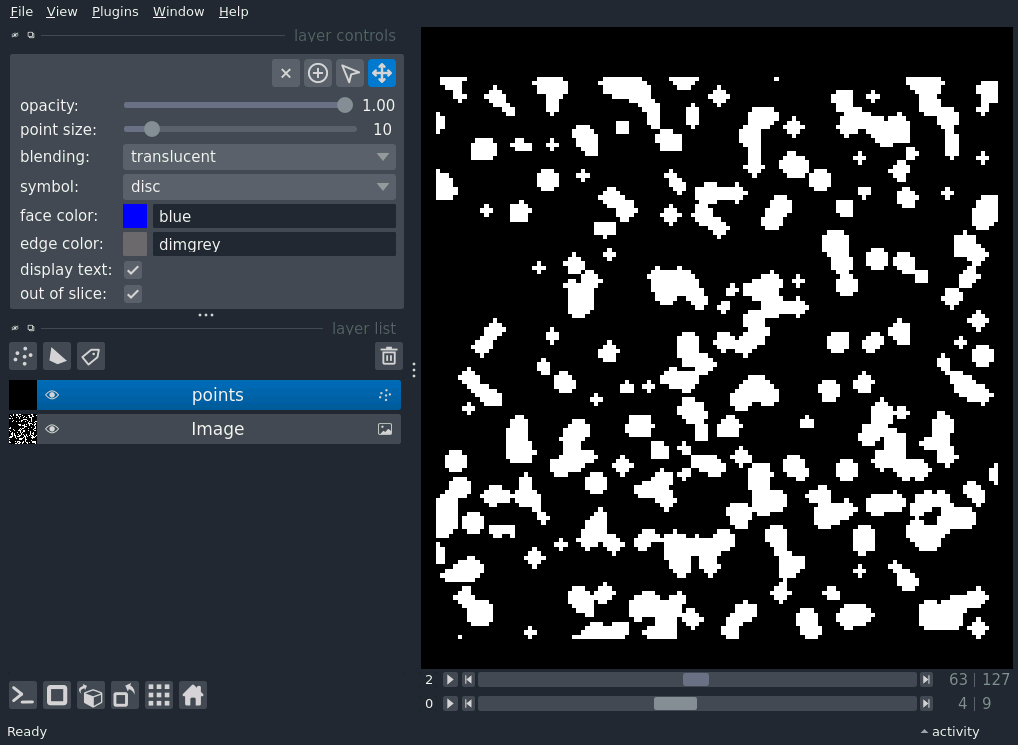 File View Plugins Window Help
layer controls
opacity: 1.00
point size: 10
blending: translucent
symbol: disc
face color: blue
edge color: dimgrey
display text:
out of slice:
layer list
points
Image
2 63 | 127
0 4 | 9
Ready activity